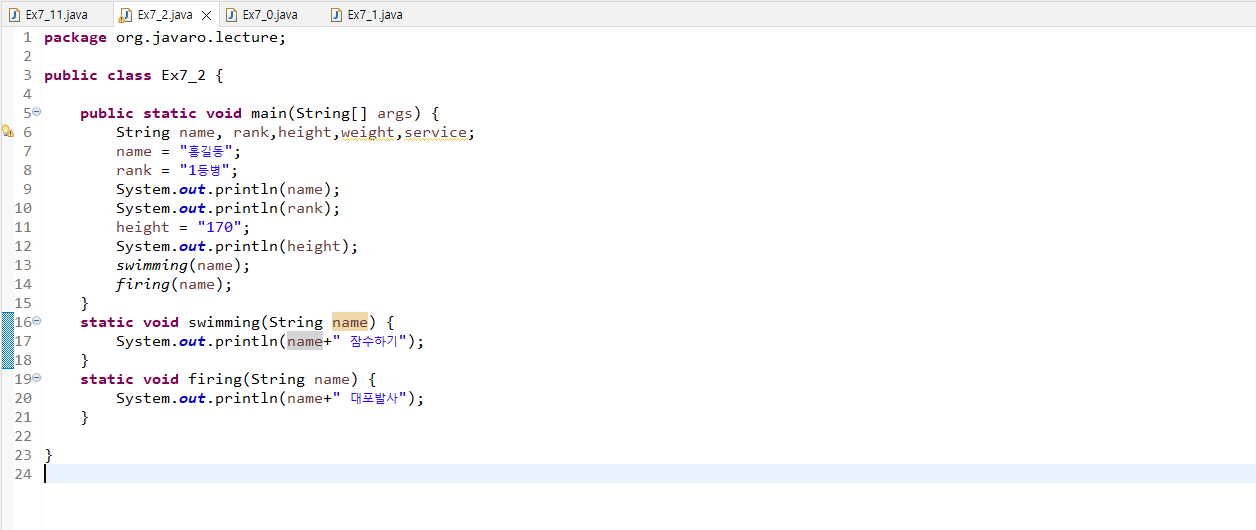 Ex7_11.java Ex7_2.java Ex7_0.java Ex7_1.java
1 package org.javaro.lecture;
2
3 public class Ex7_2 {
4
5 public static void main(String[] args) {
6 String name, rank,height,weight,service;
7 name = "홍길동";
8 rank = "1등병";
9 System.out.println(name);
10 System.out.println(rank);
11 height = "170";
12 System.out.println(height);
13 swimming(name);
14 firing(name);
15 }
16 static void swimming(String name) {
17 System.out.println(name+" 잠수하기");
18 }
19 static void firing(String name) {
20 System.out.println(name+" 대포발사");
21 }
22
23 }
24